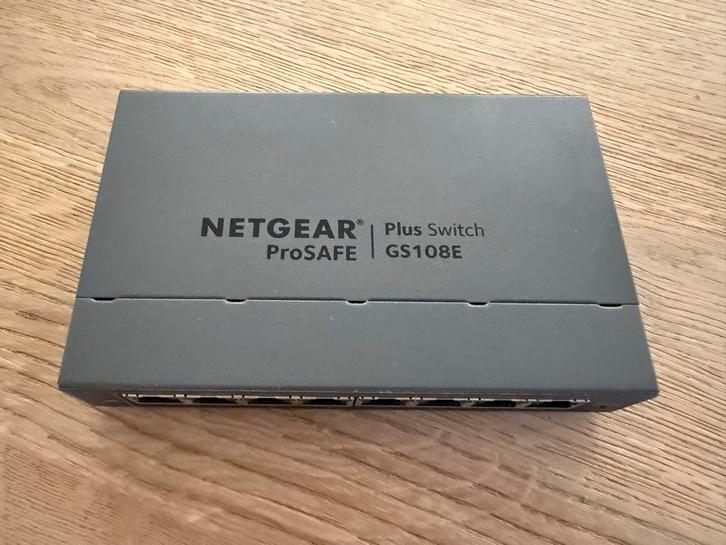 NETGEAR® | Plus Switch
ProSAFE | GS108E